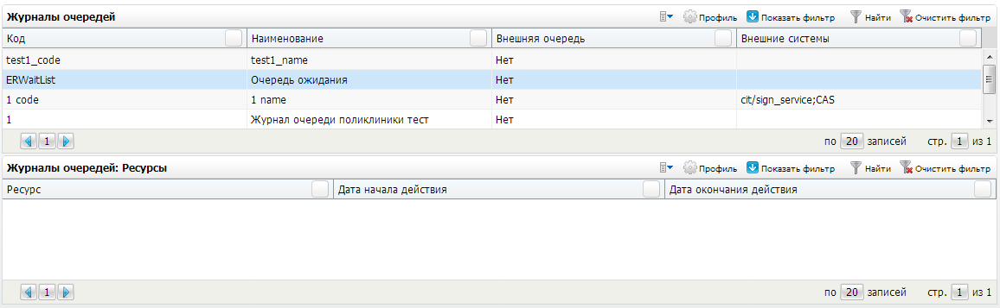 Журналы очередей Профиль Показать фильтр Найти Очистить фильтр
Код Наименование Внешняя очередь Внешние системы
test1_code test1_name Нет
ERWaitList Очередь ожидания Нет
1 code 1 name Нет cit/sign_service;CAS
1 Журнал очереди поликлиники тест Нет
1 по 20 записей стр. 1 из 1
Журналы очередей: Ресурсы Профиль Показать фильтр Найти Очистить фильтр
Ресурс Дата начала действия Дата окончания действия
1 по 20 записей стр. 1 из 1